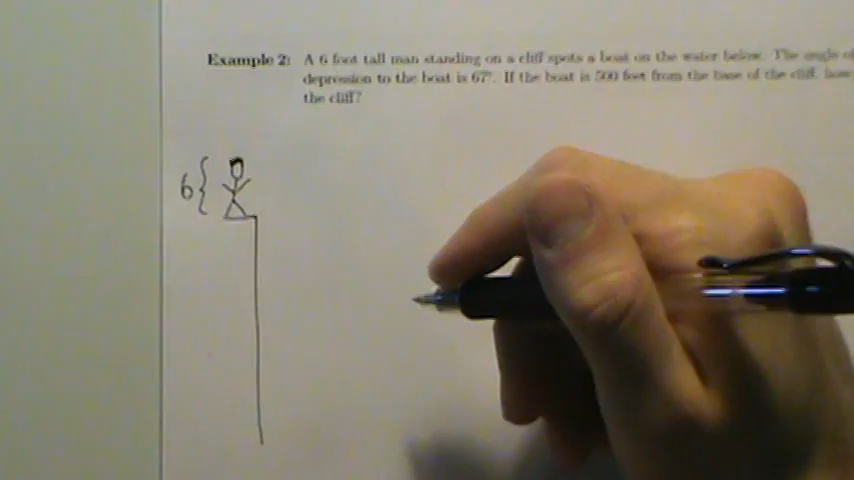 Example 2: A 6 foot tall man standing on a cliff spots a boat on the water below. The angle of
depression to the boat is 67°. If the boat is 500 feet from the base of the cliff, how
the cliff?
6